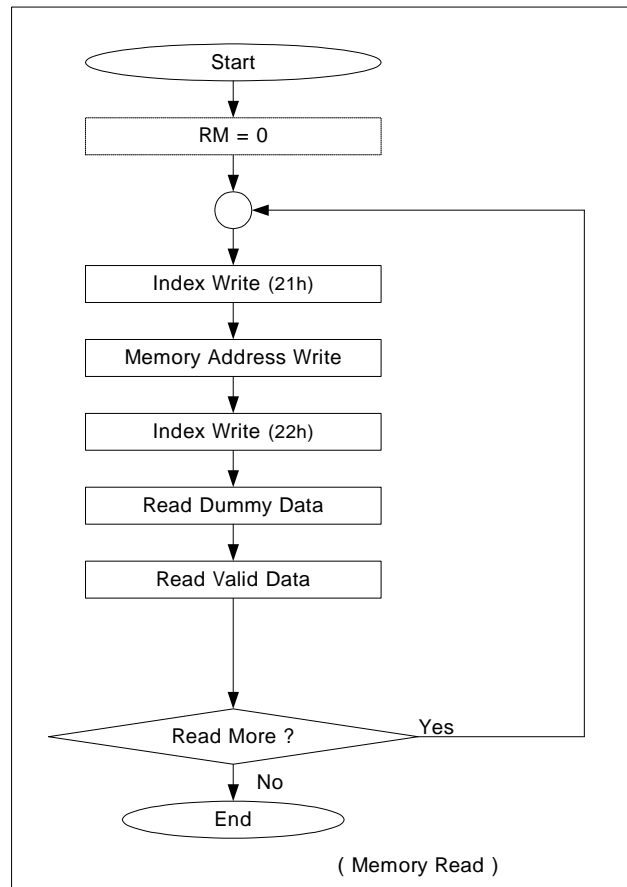 Start
RM = 0
Index Write (21h)
Memory Address Write
Index Write (22h)
Read Dummy Data
Read Valid Data
Read More ?
Yes
No
End
( Memory Read )